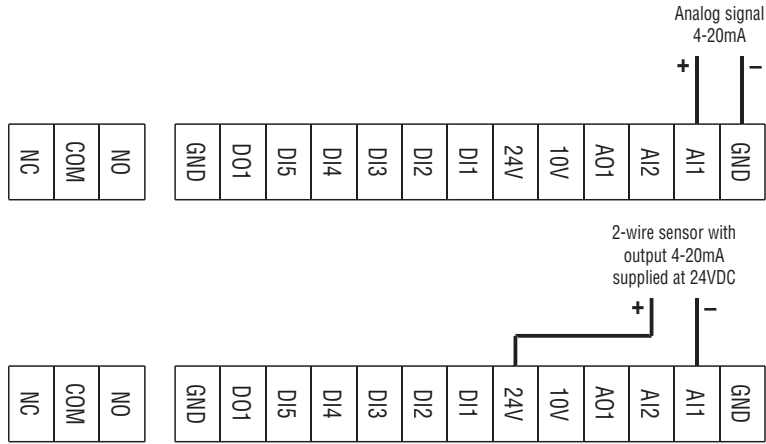 Analog signal
4-20mA
+ –
NC COM NO GND DO1 DI5 DI4 DI3 DI2 DI1 24V 10V AO1 AI2 AI1 GND
2-wire sensor with
output 4-20mA
supplied at 24VDC
+ –
NC COM NO GND DO1 DI5 DI4 DI3 DI2 DI1 24V 10V AO1 AI2 AI1 GND